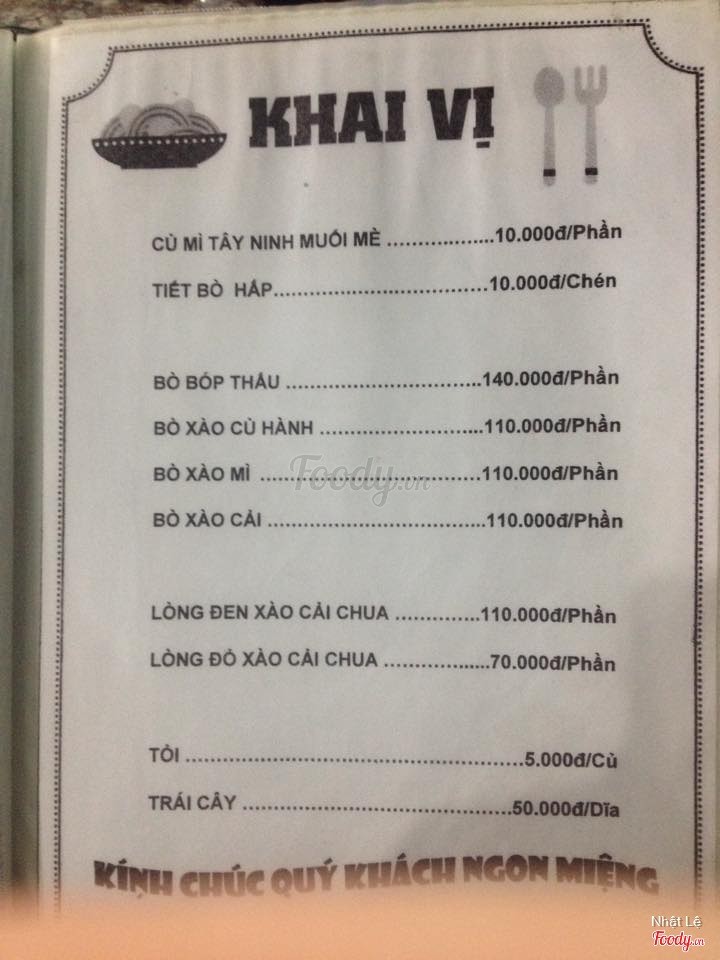 KHAI VỊ
CỦ MÌ TÂY NINH MUỐI MÈ ..................10.000đ/Phần
TIẾT BÒ HẤP....................................10.000đ/Chén
BÒ BÓP THẤU .................................140.000đ/Phần
BÒ XÀO CỦ HÀNH ...........................110.000đ/Phần
BÒ XÀO MÌ .....................................110.000đ/Phần
BÒ XÀO CẢI ....................................110.000đ/Phần
LÒNG ĐEN XÀO CẢI CHUA ..............110.000đ/Phần
LÒNG ĐỎ XÀO CẢI CHUA ..................70.000đ/Phần
TỎI ........................................................5.000đ/Củ
TRÁI CÂY ............................................50.000đ/Dĩa
KÍNH CHÚC QUÝ KHÁCH NGON MIỆNG
Foody.vn
Nhật Lệ
Foody.vn